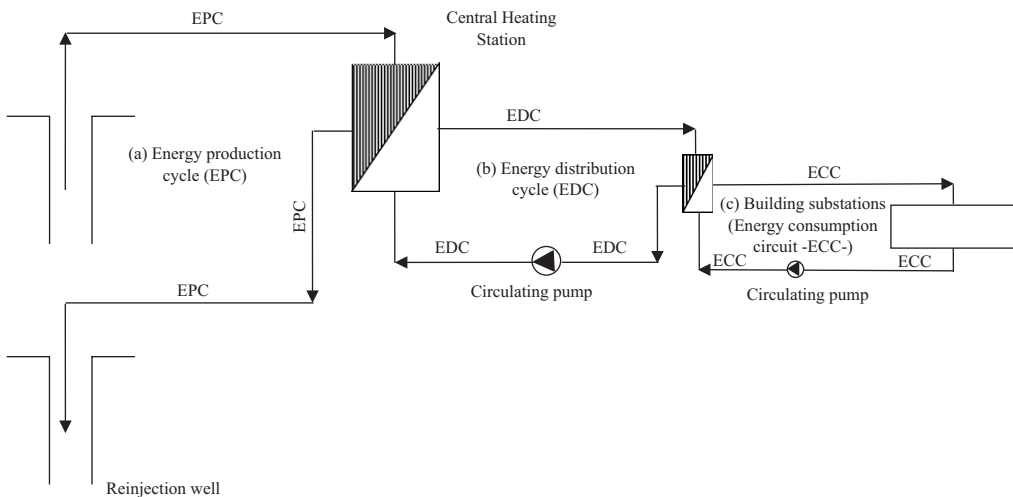 EPC
Central Heating
Station
EDC
(a) Energy production
cycle (EPC)
(b) Energy distribution
cycle (EDC)
ECC
EPC
(c) Building substations
(Energy consumption
circuit -ECC-)
EDC
EDC
ECC
ECC
Circulating pump
Circulating pump
EPC
Reinjection well